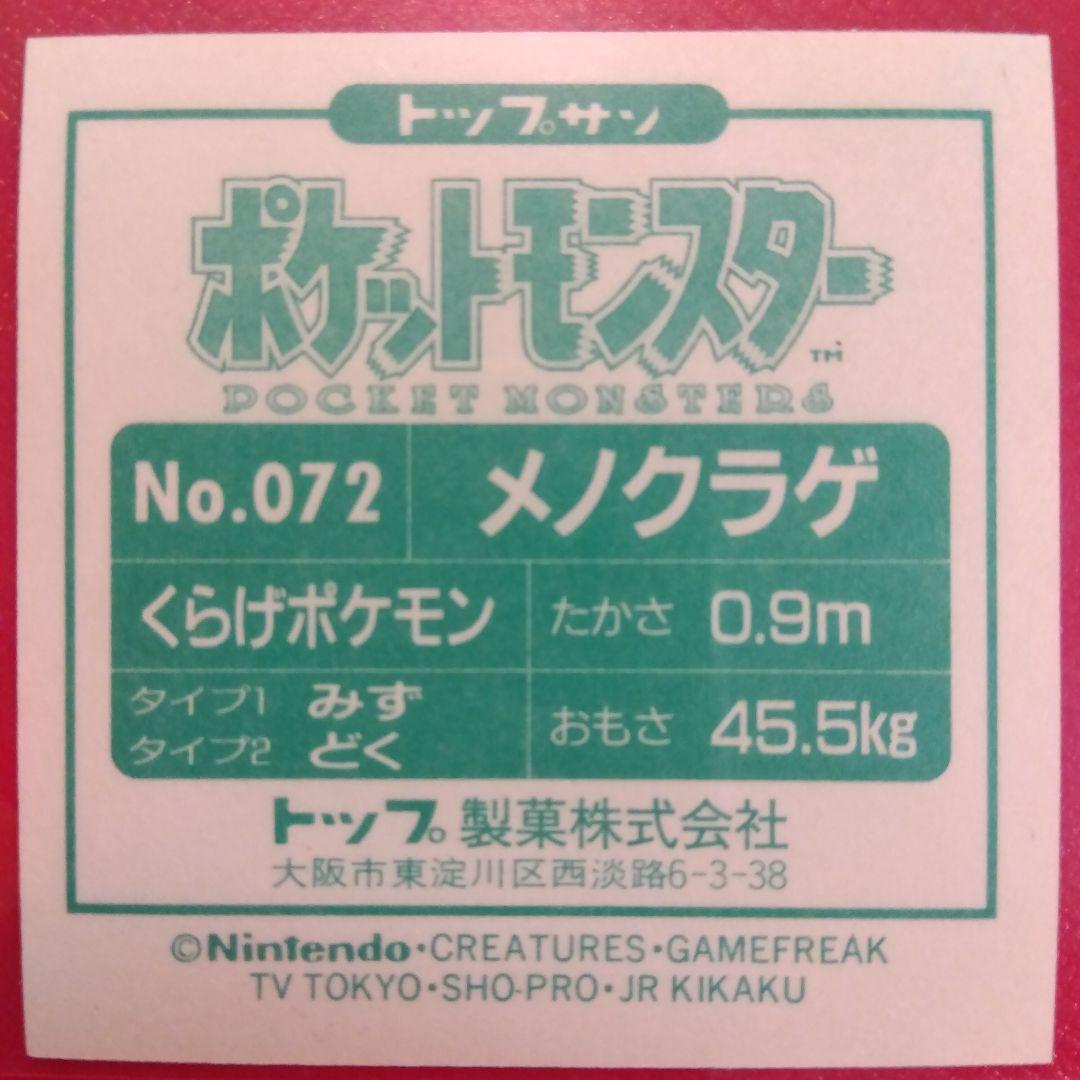 トップサン
ポケットモンスター™
POCKET MONSTERS
No.072 メノクラゲ
くらげポケモン たかさ 0.9m
タイプ1 みず
タイプ2 どく
おもさ 45.5kg
トップ製菓株式会社
大阪市東淀川区西淡路6-3-38
©Nintendo・CREATURES・GAMEFREAK
TV TOKYO・SHO-PRO・JR KIKAKU